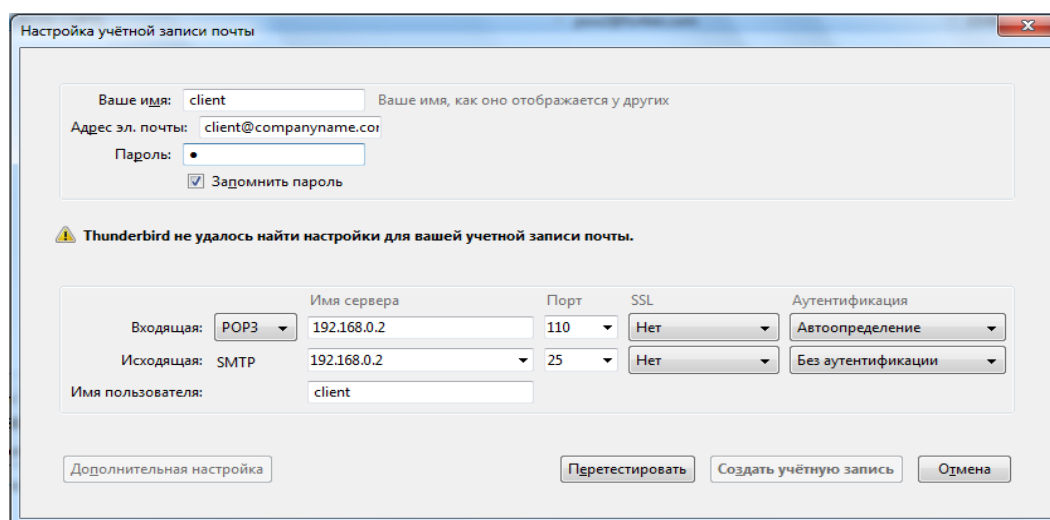 Настройка учётной записи почты
Ваше имя: client Ваше имя, как оно отображается у других
Адрес эл. почты: client@companyname.cor
Пароль: ●
Запомнить пароль
Thunderbird не удалось найти настройки для вашей учетной записи почты.
Имя сервера Порт SSL Аутентификация
Входящая: POP3 192.168.0.2 110 Нет Автоопределение
Исходящая: SMTP 192.168.0.2 25 Нет Без аутентификации
Имя пользователя: client
Дополнительная настройка Перетестировать Создать учётную запись Отмена